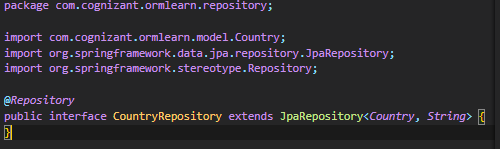 package com.cognizant.ormlearn.repository;
import com.cognizant.ormlearn.model.Country;
import org.springframework.data.jpa.repository.JpaRepository;
import org.springframework.stereotype.Repository;
@Repository
public interface CountryRepository extends JpaRepository<Country, String> {
}